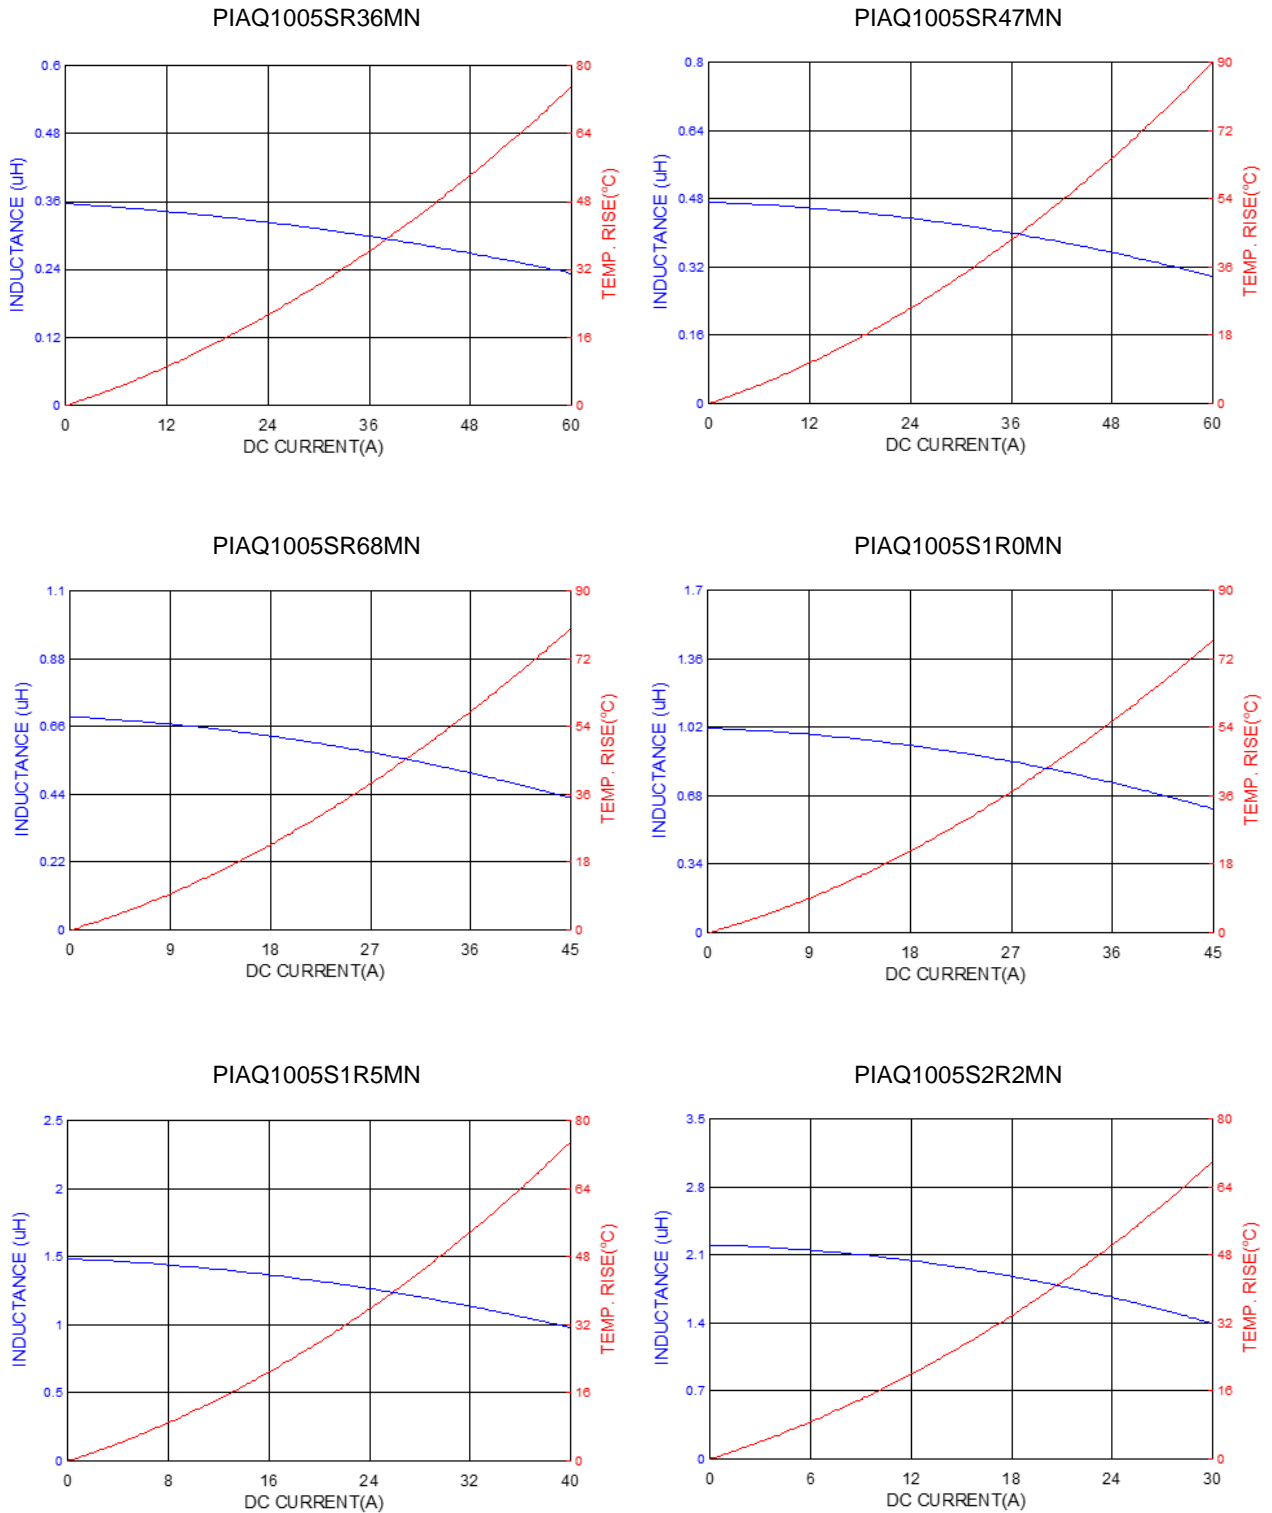 PIAQ1005SR36MN
0.6
0.48
0.36
0.24
0.12
0
80
64
48
32
16
0
INDUCTANCE (uH)
TEMP. RISE(°C)
0 12 24 36 48 60
DC CURRENT(A)
PIAQ1005SR47MN
0.8
0.64
0.48
0.32
0.16
0
90
72
54
36
18
0
INDUCTANCE (uH)
TEMP. RISE(°C)
0 12 24 36 48 60
DC CURRENT(A)
PIAQ1005SR68MN
1.1
0.88
0.66
0.44
0.22
0
90
72
54
36
18
0
INDUCTANCE (uH)
TEMP. RISE(°C)
0 9 18 27 36 45
DC CURRENT(A)
PIAQ1005S1R0MN
1.7
1.36
1.02
0.68
0.34
0
90
72
54
36
18
0
INDUCTANCE (uH)
TEMP. RISE(°C)
0 9 18 27 36 45
DC CURRENT(A)
PIAQ1005S1R5MN
2.5
2
1.5
1
0.5
0
80
64
48
32
16
0
INDUCTANCE (uH)
TEMP. RISE(°C)
0 8 16 24 32 40
DC CURRENT(A)
PIAQ1005S2R2MN
3.5
2.8
2.1
1.4
0.7
0
80
64
48
32
16
0
INDUCTANCE (uH)
TEMP. RISE(°C)
0 6 12 18 24 30
DC CURRENT(A)